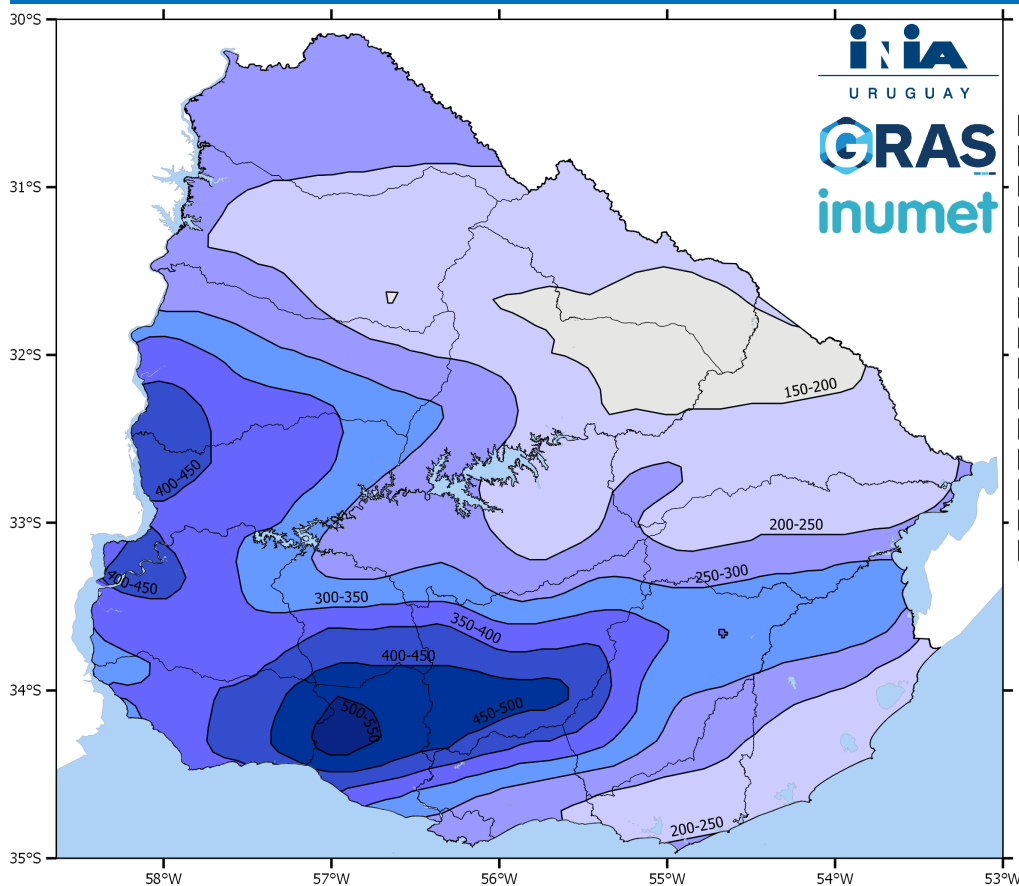 30°S
31°S
32°S
33°S
34°S
35°S
58°W
57°W
56°W
55°W
54°W
53°W
iNiA
URUGUAY
GRAS
inumet
150-200
400-450
200-250
400-450
250-300
300-350
350-400
400-450
500-550
450-500
200-250